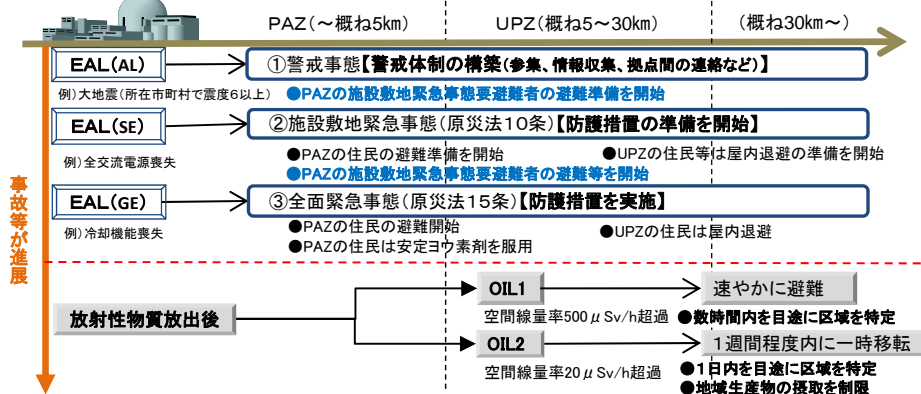 PAZ(～概ね5km)
UPZ(概ね5～30km)
(概ね30km～)
EAL(AL)
①警戒事態【警戒体制の構築(参集、情報収集、拠点間の連絡など)】
例)大地震(所在市町村で震度6以上)
●PAZの施設敷地緊急事態要避難者の避難準備を開始
EAL(SE)
②施設敷地緊急事態(原災法10条)【防護措置の準備を開始】
例)全交流電源喪失
●PAZの住民の避難準備を開始
●UPZの住民等は屋内退避の準備を開始
●PAZの施設敷地緊急事態要避難者の避難等を開始
EAL(GE)
③全面緊急事態(原災法15条)【防護措置を実施】
例)冷却機能喪失
●PAZの住民の避難開始
●UPZの住民は屋内退避
●PAZの住民は安定ヨウ素剤を服用
事故等が進展
放射性物質放出後
OIL1
速やかに避難
空間線量率500μSv/h超過
●数時間内を目途に区域を特定
OIL2
1週間程度内に一時移転
空間線量率20μSv/h超過
●1日内を目途に区域を特定
●地域生産物の摂取を制限